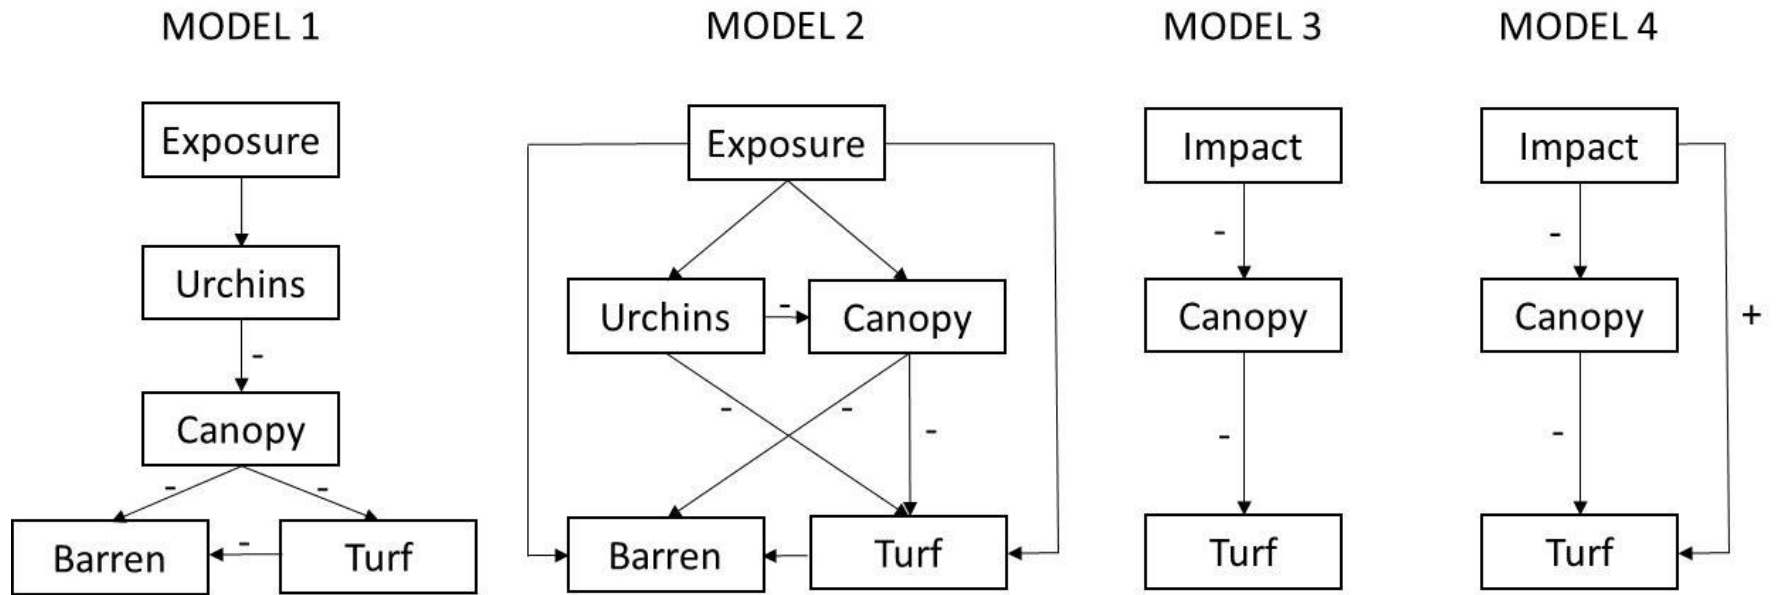 MODEL 1
Exposure
Urchins
-
Canopy
-
-
Barren
-
Turf
MODEL 2
Exposure
Urchins
-
Canopy
-
-
-
Barren
Turf
MODEL 3
Impact
-
Canopy
-
Turf
MODEL 4
Impact
-
Canopy
+
-
Turf